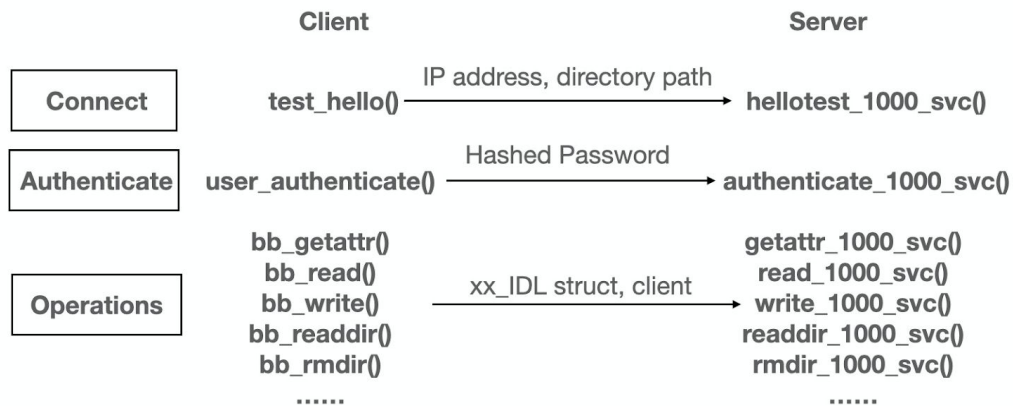 Client Server
IP address, directory path
Connect test_hello() hellotest_1000_svc()
Hashed Password
Authenticate user_authenticate() authenticate_1000_svc()
bb_getattr() getattr_1000_svc()
bb_read() read_1000_svc()
Operations bb_write() xx_IDL struct, client write_1000_svc()
bb_readdir() readdir_1000_svc()
bb_rmdir() rmdir_1000_svc()
...... ......